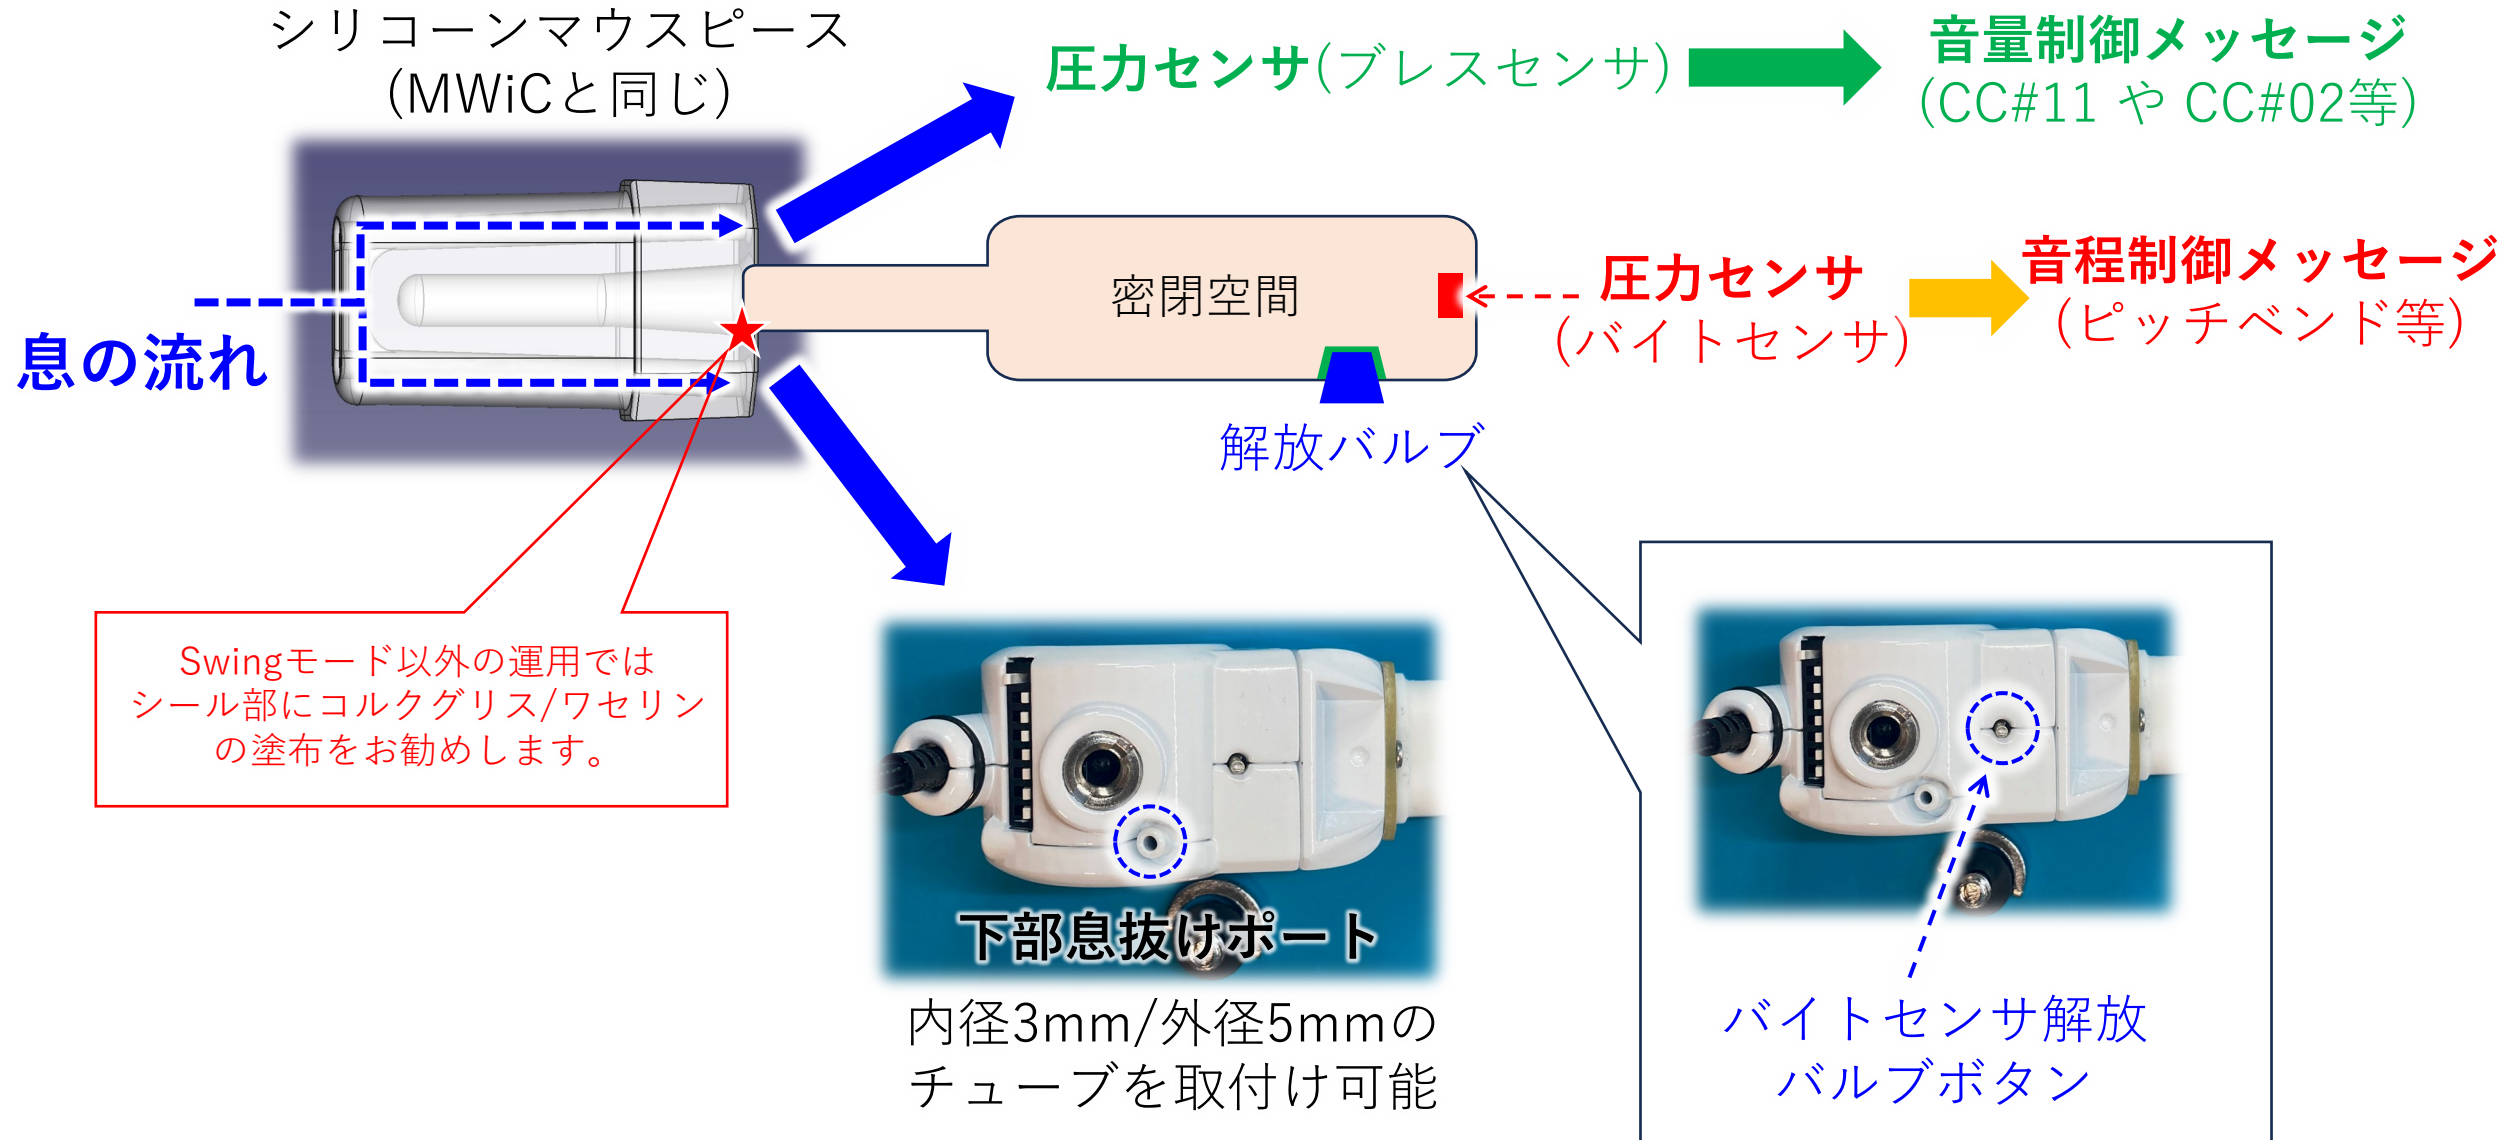 シリコーンマウスピース
(MWiCと同じ)
圧力センサ(ブレスセンサ)
音量制御メッセージ
(CC#11 や CC#02等)
息の流れ
密閉空間
圧力センサ
(バイトセンサ)
音程制御メッセージ
(ピッチベンド等)
解放バルブ
Swingモード以外の運用では
シール部にコルクグリス/ワセリン
の塗布をお勧めします。
下部息抜けポート
内径3mm/外径5mmの
チューブを取付け可能
バイトセンサ解放
バルブボタン